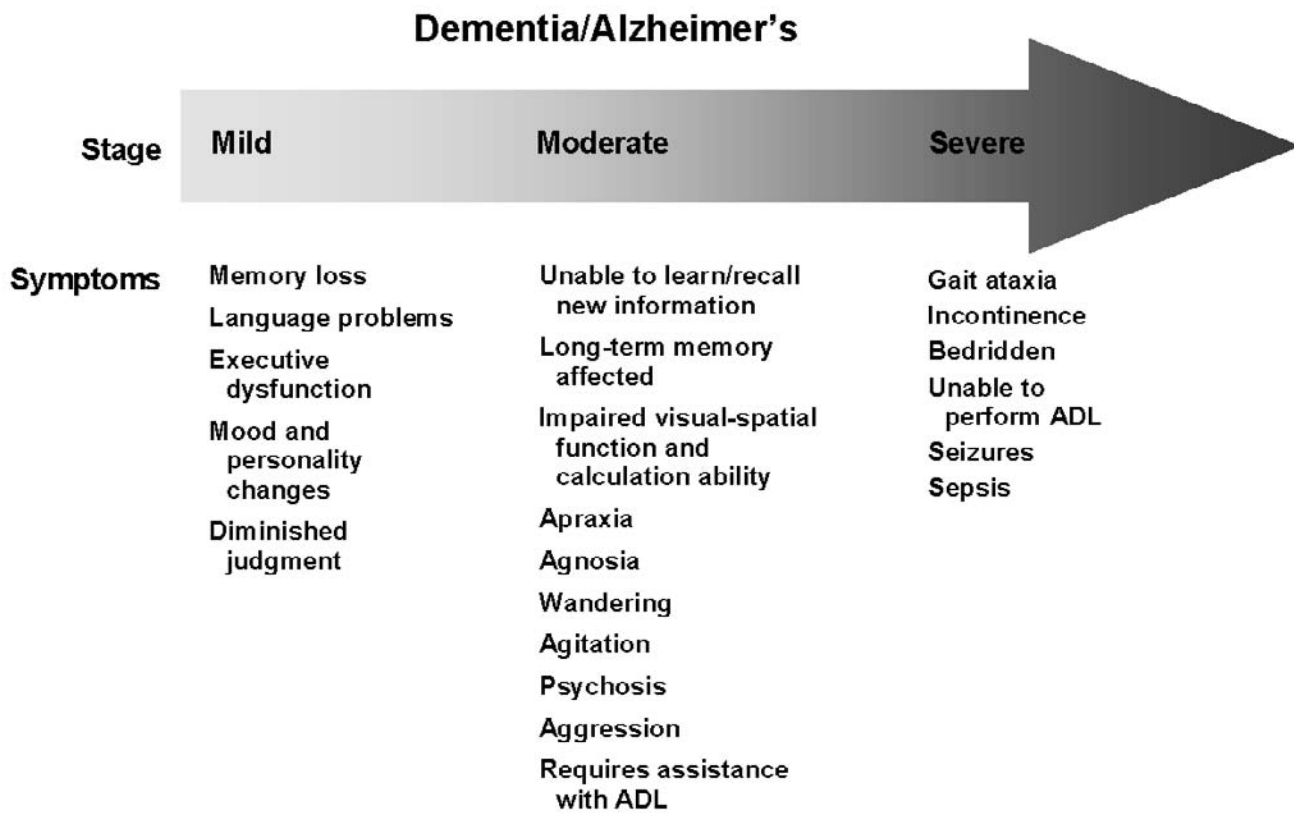 Dementia/Alzheimer's
Stage
Mild
Moderate
Severe
Symptoms
Memory loss
Language problems
Executive
dysfunction
Mood and
personality
changes
Diminished
judgment
Unable to learn/recall
new information
Long-term memory
affected
Impaired visual-spatial
function and
calculation ability
Apraxia
Agnosia
Wandering
Agitation
Psychosis
Aggression
Requires assistance
with ADL
Gait ataxia
Incontinence
Bedridden
Unable to
perform ADL
Seizures
Sepsis